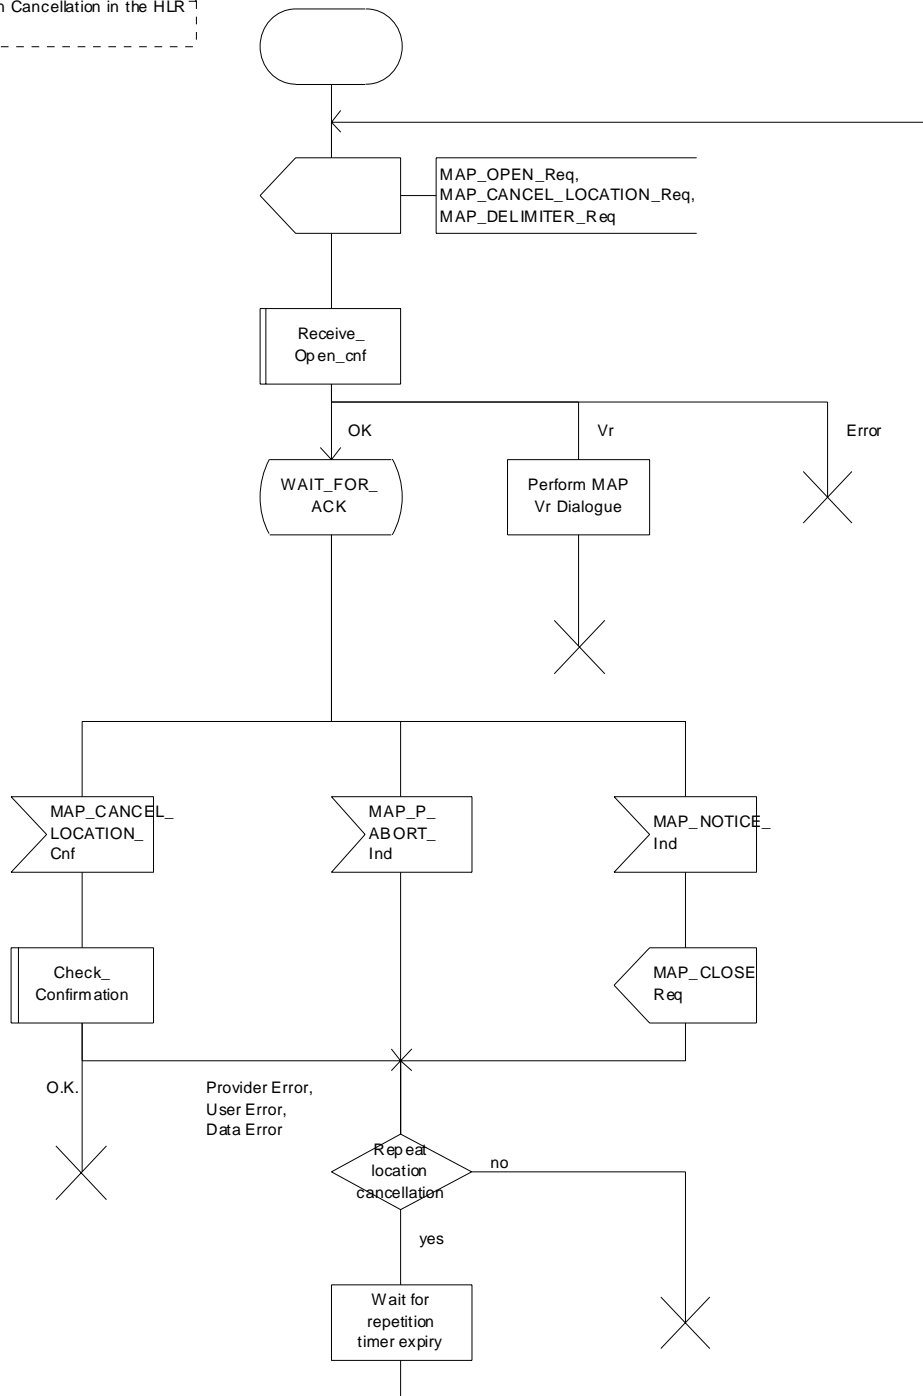 n Cancellation in the HLR
MAP_OPEN_Req,
MAP_CANCEL_LOCATION_Req,
MAP_DELIMITER_Req
Receive_
Open_cnf
OK
Vr
Error
WAIT_FOR_
ACK
Perform MAP
Vr Dialogue
MAP_CANCEL_
LOCATION_
Cnf
MAP_P_
ABORT_
Ind
MAP_NOTICE_
Ind
Check_
Confirmation
MAP_CLOSE
Req
O.K.
Provider Error,
User Error,
Data Error
Repeat
location
cancellation
no
yes
Wait for
repetition
timer expiry